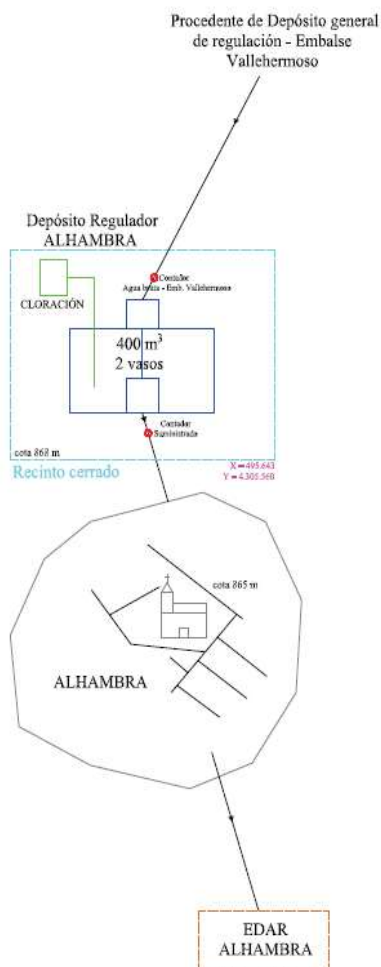 Procedente de Depósito general
de regulación - Embalse
Vallehermoso
Depósito Regulador
ALHAMBRA
Contador
Agua bruta - Emb. Vallehermoso
CLORACIÓN
400 m³
2 vasos
Contador
Suministrada
cota 868 m
Recinto cerrado
X = 495.643
Y = 4.305.560
cota 865 m
ALHAMBRA
EDAR
ALHAMBRA